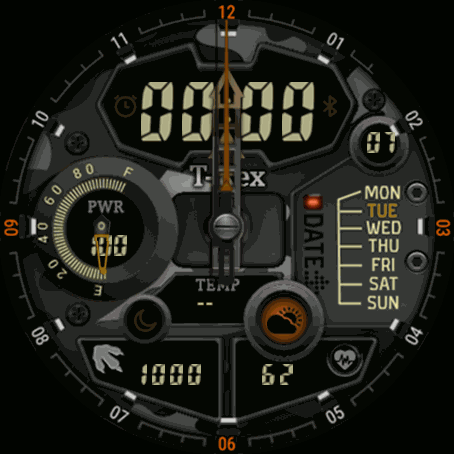 12
11
01
00 00
10
02
07
T-Rex
80 F
60
40
20
E
PWR
100
MON
TUE
WED
THU
FRI
SAT
SUN
DATE
09
03
TEMP
--
08
04
1000
62
07
05
06